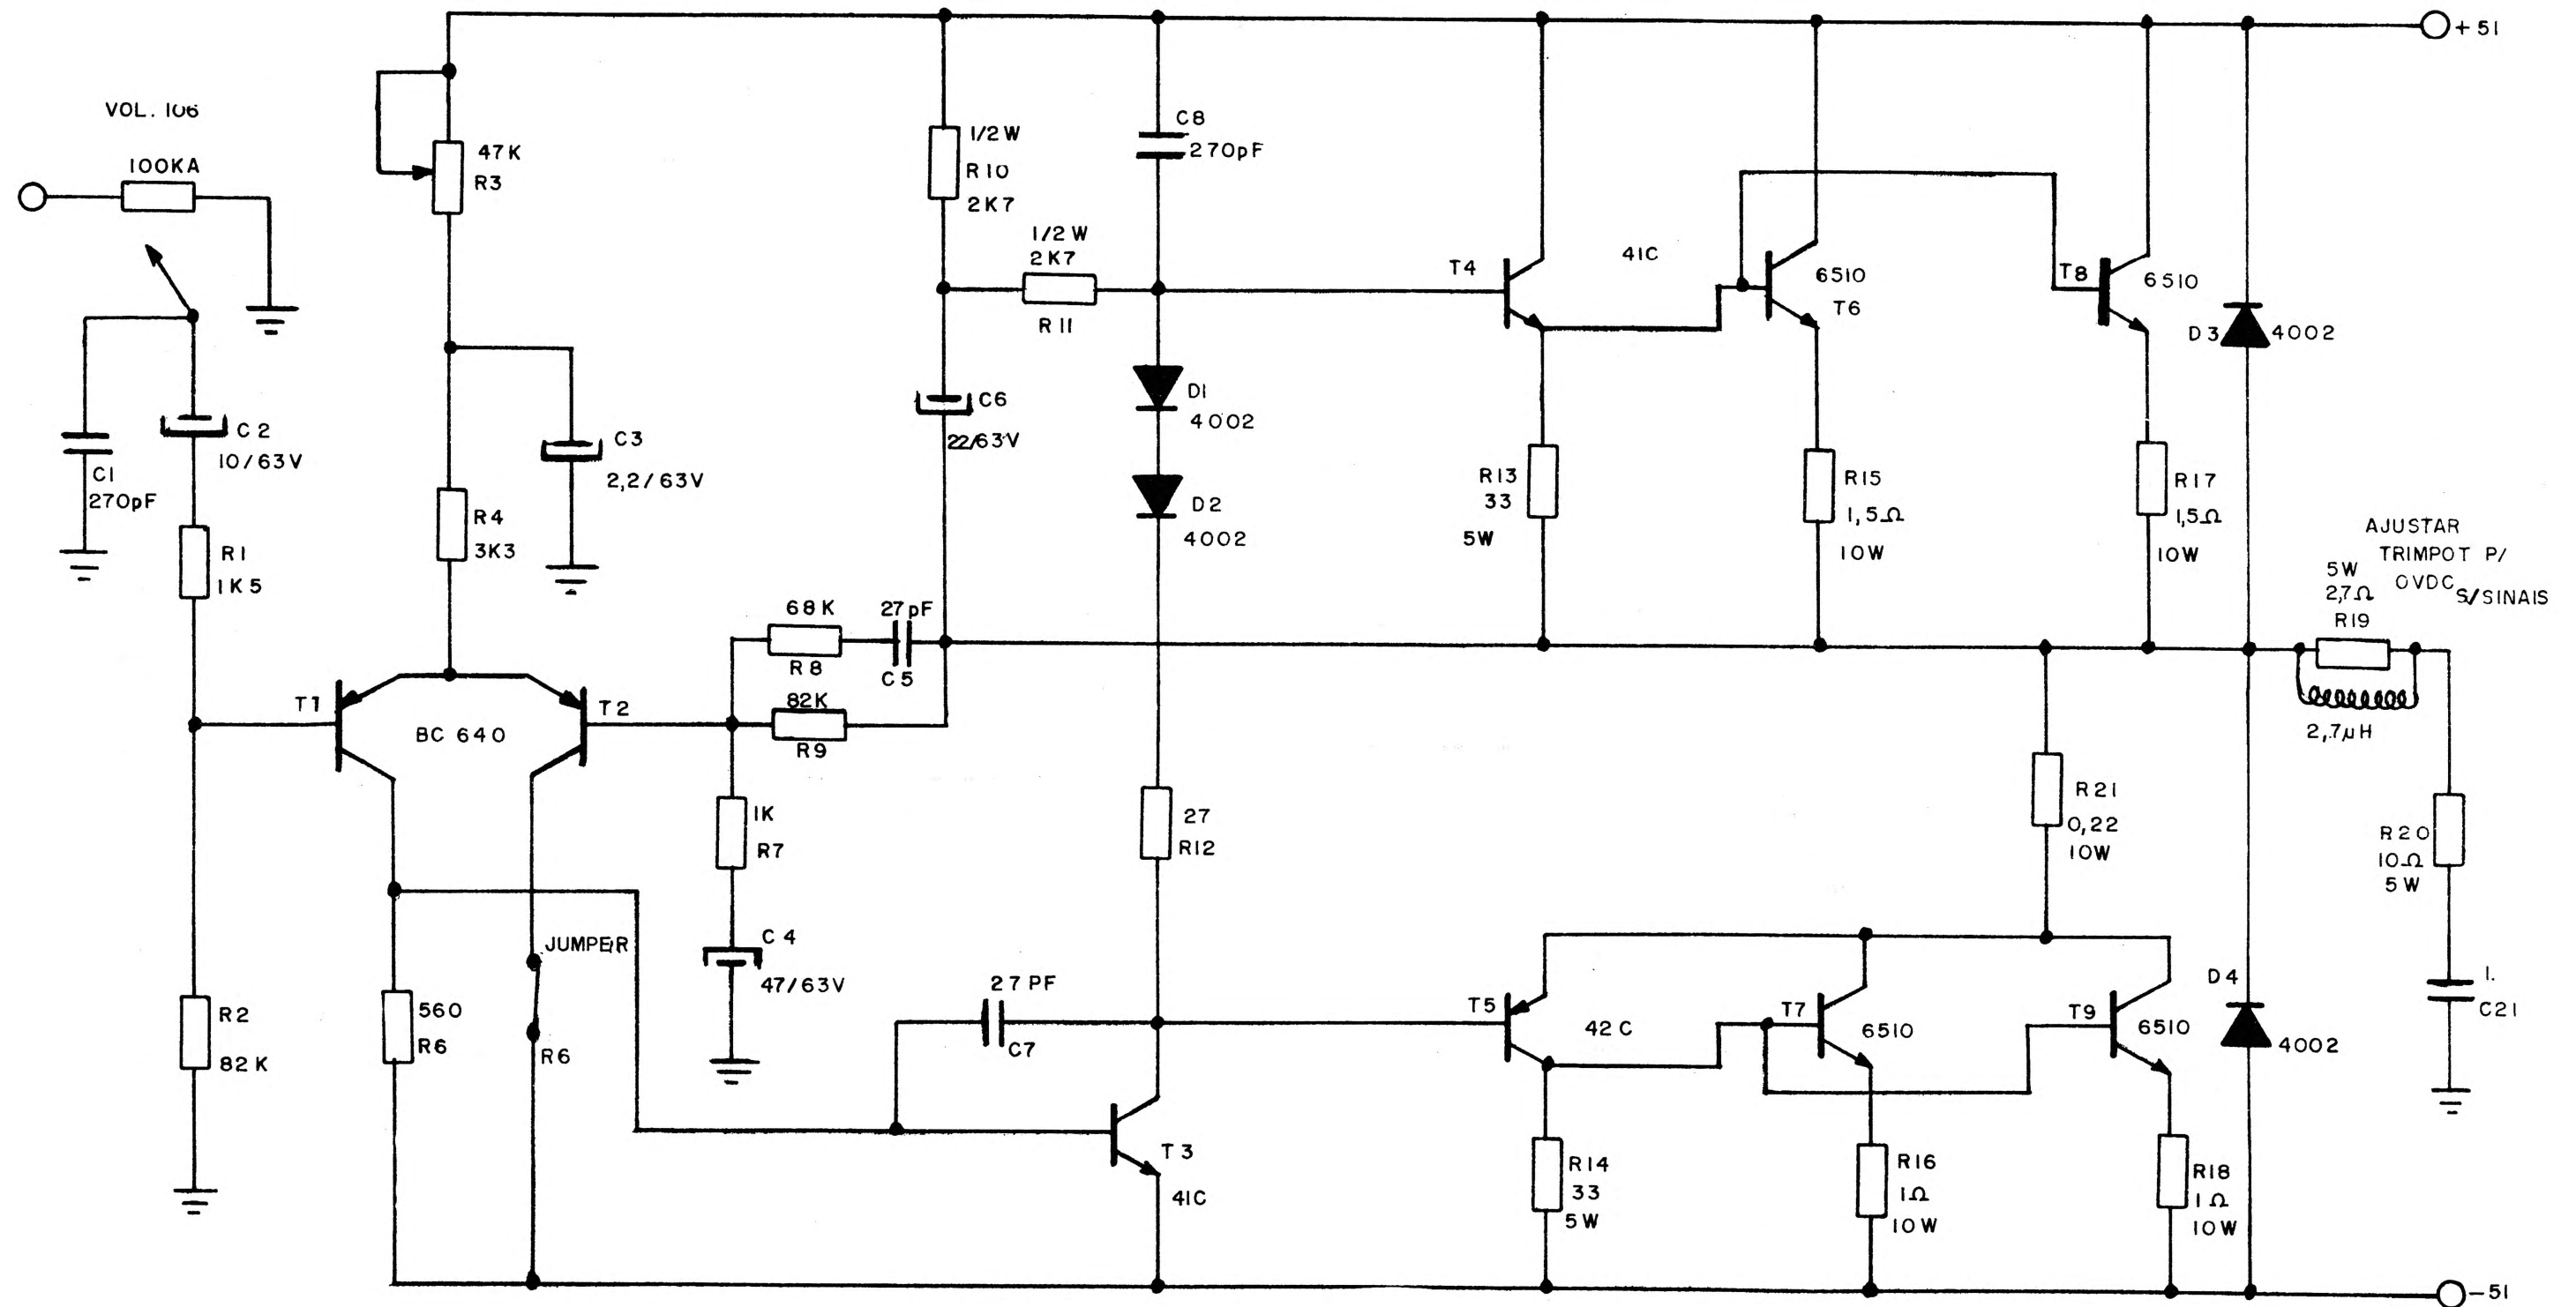 +51
VOL. 106
100KA
47K
R3
1/2W
R10
2K7
C8
270pF
1/2W
2K7
R11
T4
41C
6510
T6
T8
6510
D3
4002
C2
10/63V
C1
270pF
C3
2,2/63V
C6
22/63V
D1
4002
D2
4002
R13
33
5W
R15
1,5Ω
10W
R17
1,5Ω
10W
AJUSTAR
TRIMPOT P/
0VDC S/SINAIS
5W
2,7Ω
R19
2,7µH
R1
1K5
R4
3K3
68K
R8
27pF
C5
82K
R9
T1
BC 640
T2
1K
R7
27
R12
R21
0,22
10W
R20
10Ω
5W
JUMPER
C4
47/63V
27PF
C7
T5
42C
T7
6510
T9
6510
D4
4002
1.
C21
R2
82K
560
R6
R6
T3
41C
R14
33
5W
R16
1Ω
10W
R18
1Ω
10W
-51